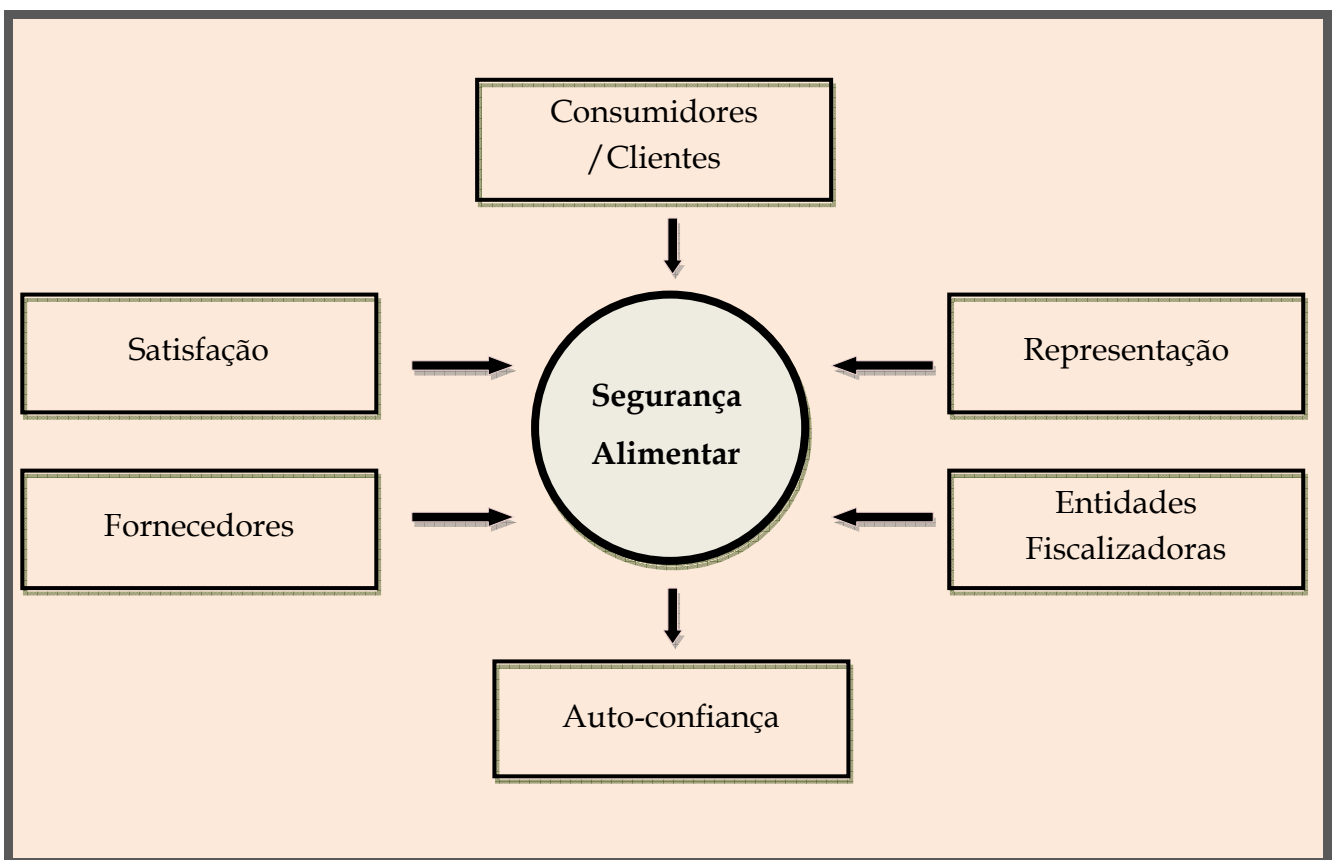 Consumidores
/Clientes
Satisfação
Representação
Segurança
Alimentar
Fornecedores
Entidades
Fiscalizadoras
Auto-confiança